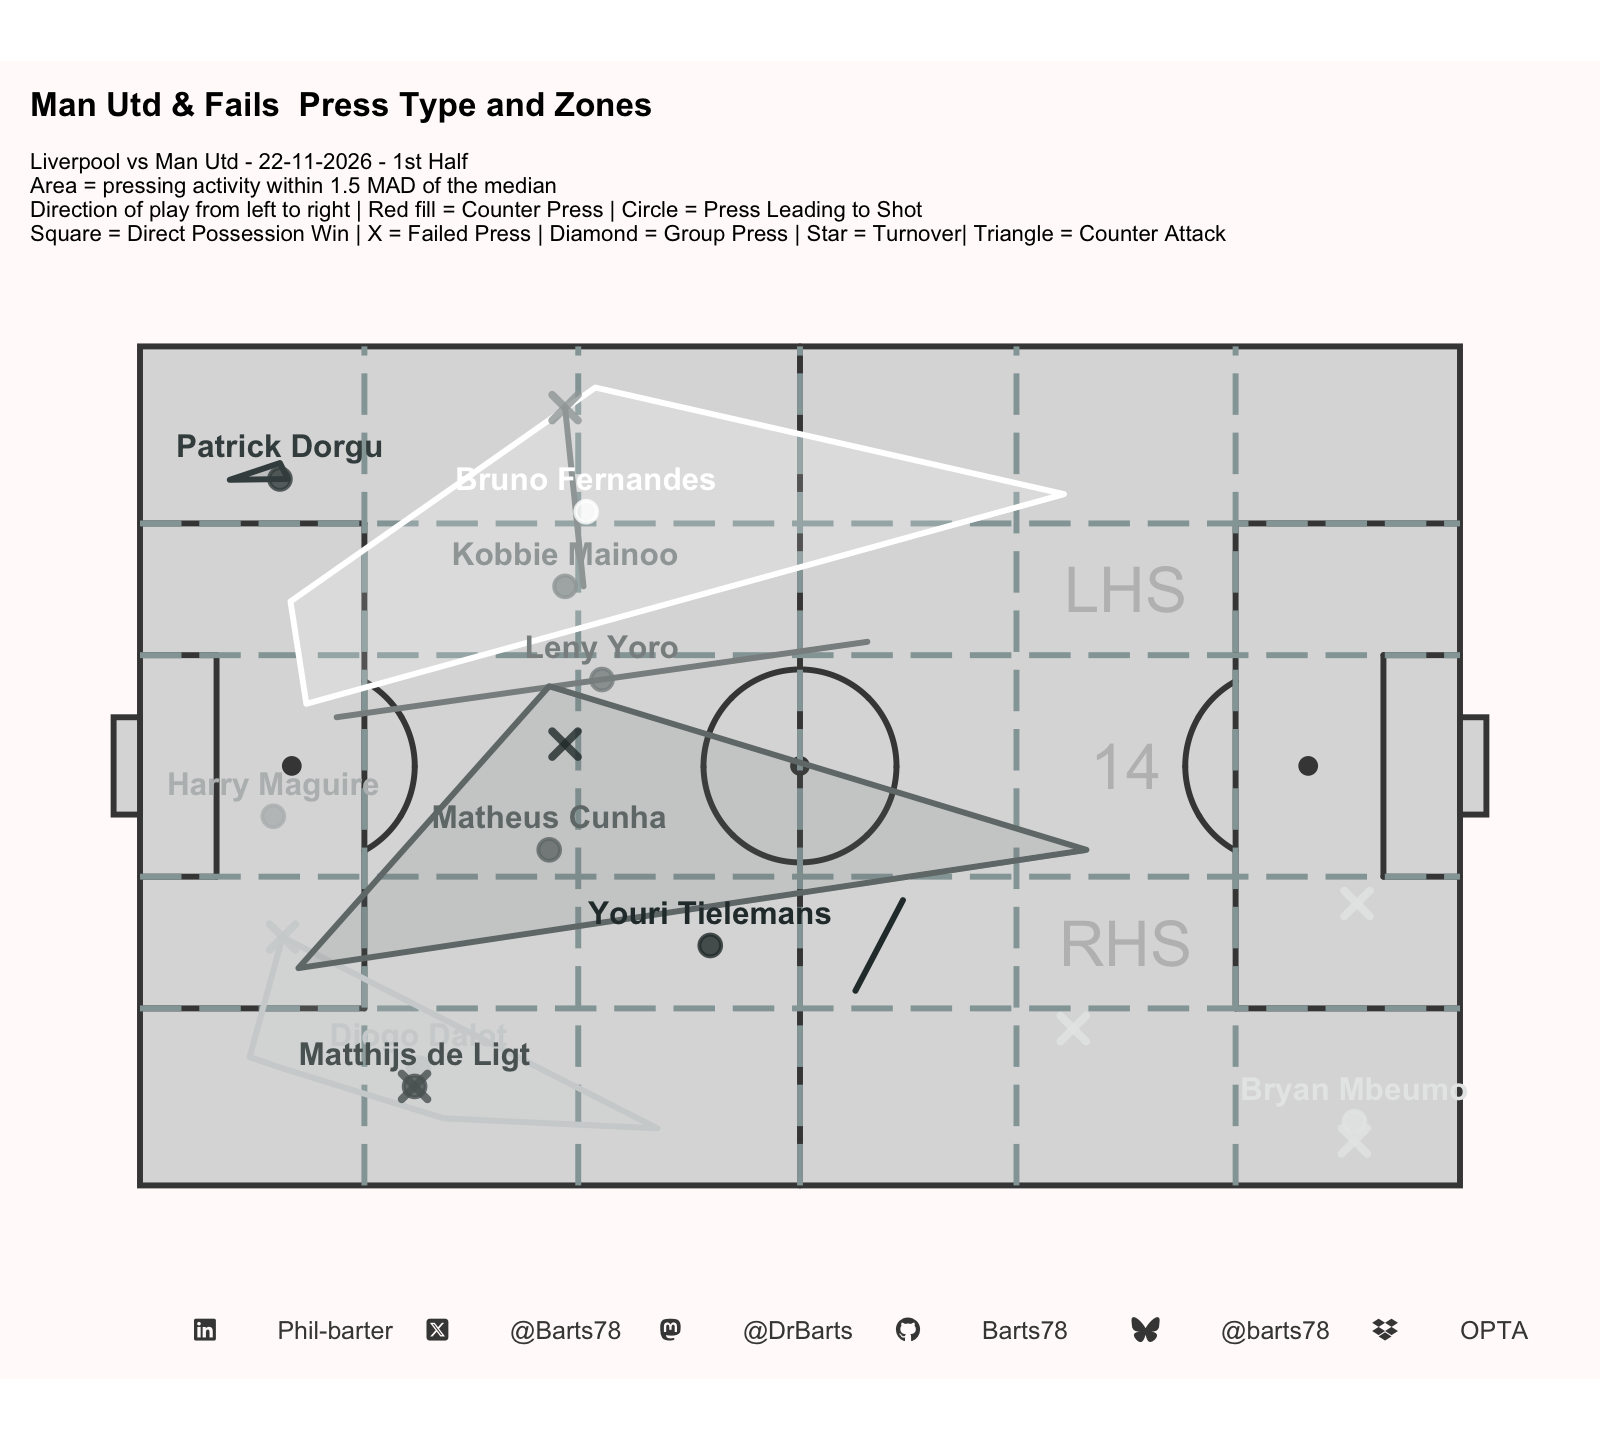 Man Utd & Fails  Press Type and Zones
Liverpool vs Man Utd - 22-11-2026 - 1st Half
Area = pressing activity within 1.5 MAD of the median
Direction of play from left to right | Red fill = Counter Press | Circle = Press Leading to Shot
Square = Direct Possession Win | X = Failed Press | Diamond = Group Press | Star = Turnover| Triangle = Counter Attack
Patrick Dorgu
Bruno Fernandes
Kobbie Mainoo
LHS
Leny Yoro
14
Harry Maguire
Matheus Cunha
Youri Tielemans
RHS
Diogo Dalot
Matthijs de Ligt
Bryan Mbeumo
Phil-barter
@Barts78
@DrBarts
Barts78
@barts78
OPTA